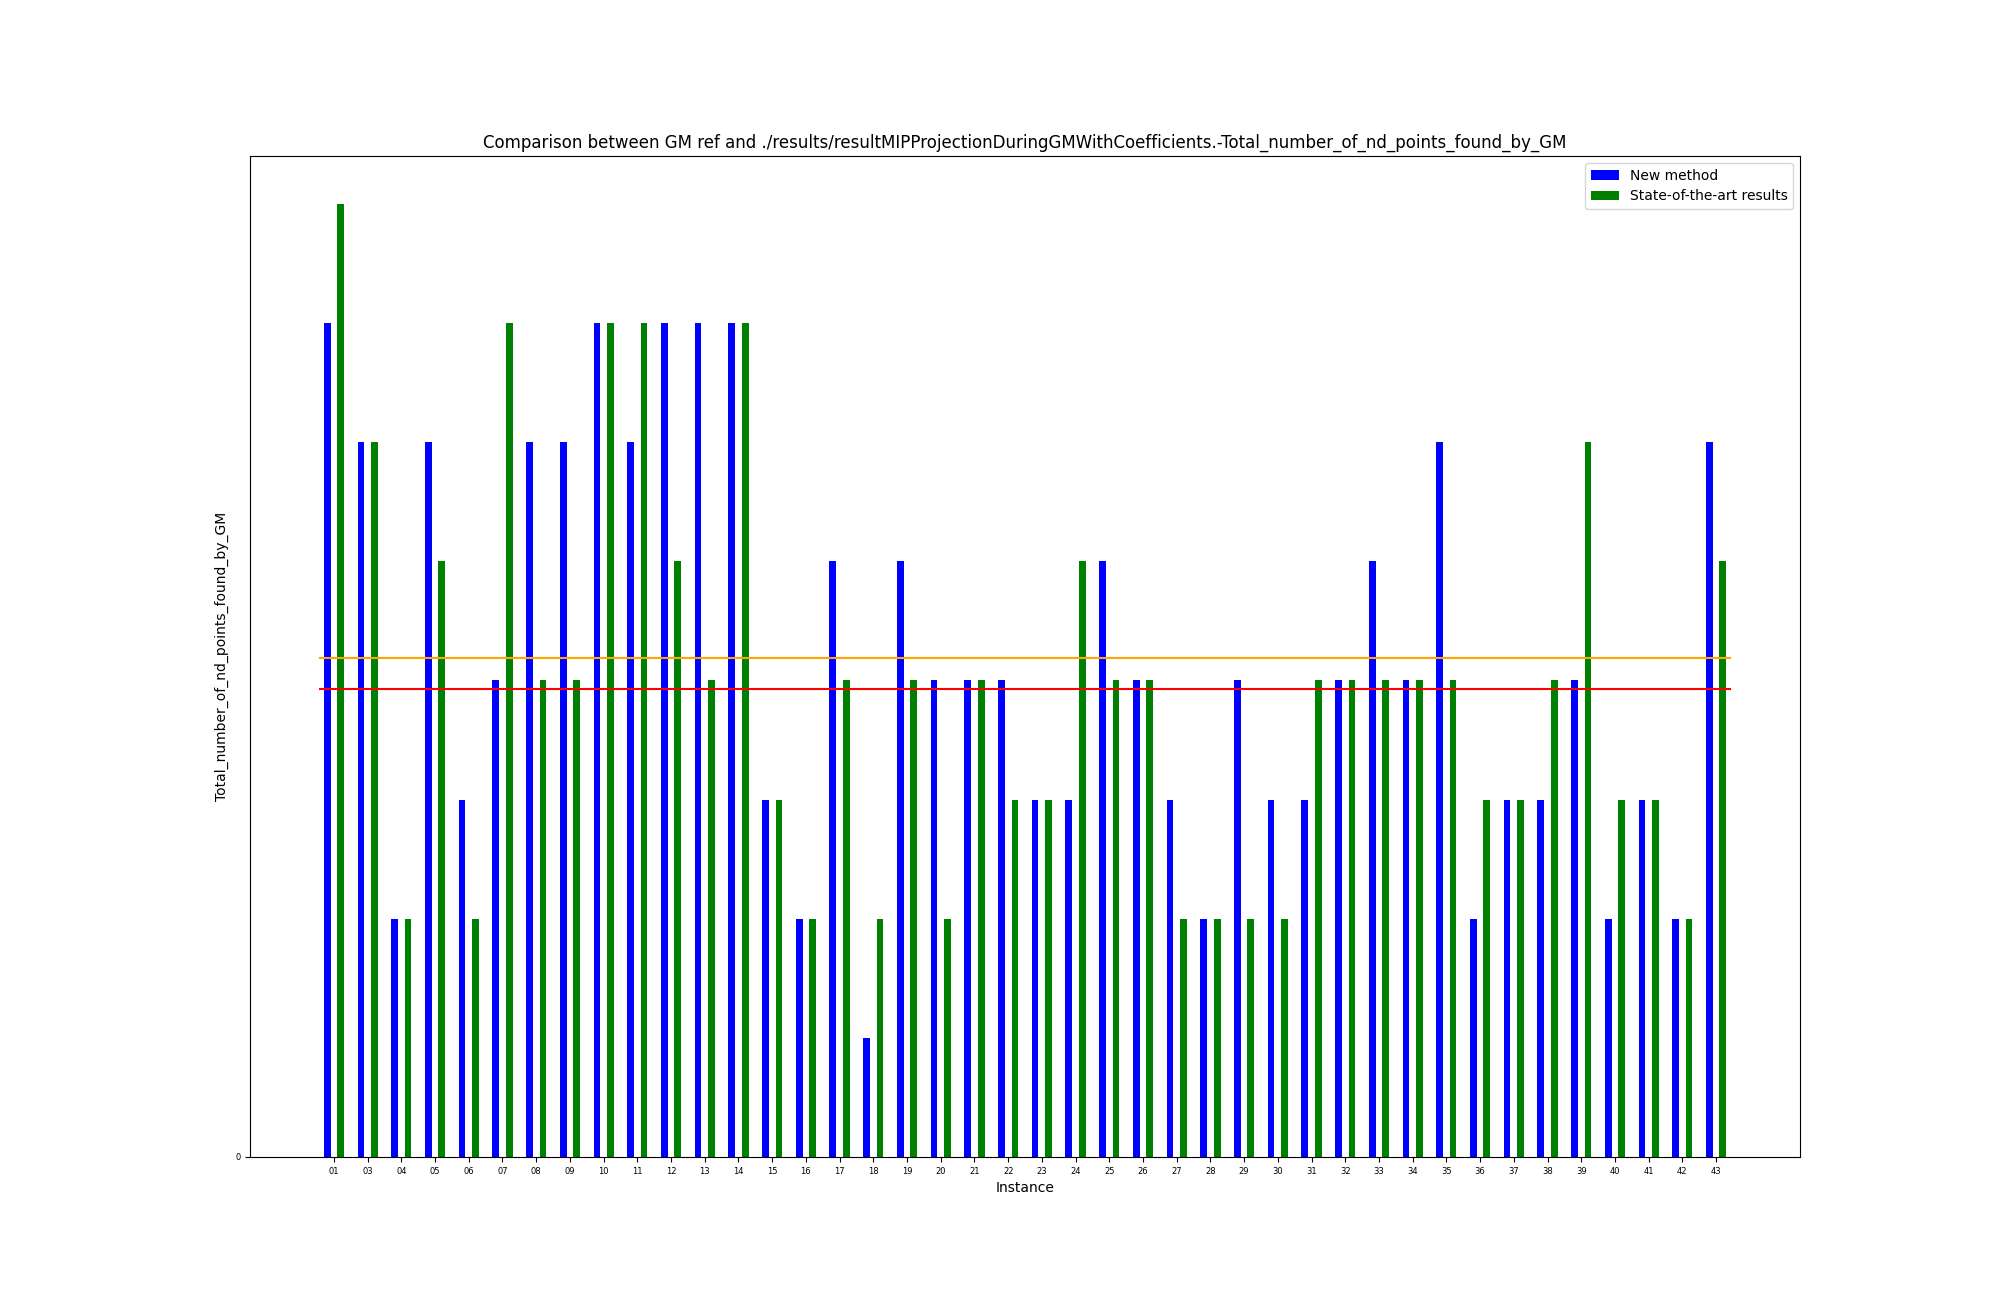 Comparison between GM ref and ./results/resultMIPProjectionDuringGMWithCoefficients.-Total_number_of_nd_points_found_by_GM
New method
State-of-the-art results
Total_number_of_nd_points_found_by_GM
0
01 03 04 05 06 07 08 09 10 11 12 13 14 15 16 17 18 19 20 21 22 23 24 25 26 27 28 29 30 31 32 33 34 35 36 37 38 39 40 41 42 43
Instance